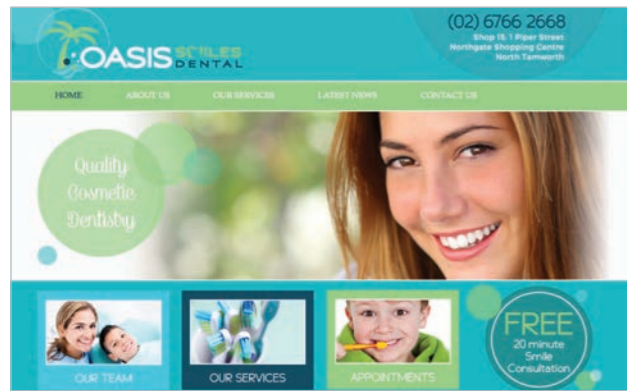 (02) 6766 2668
Shop 15, 1 Piper Street
Northgate Shopping Centre
North Tamworth
OASIS SMILES
DENTAL
HOME ABOUT US OUR SERVICES LATEST NEWS CONTACT US
Quality
Cosmetic
Dentistry
FREE
20 minute
Smile
Consultation
OUR TEAM OUR SERVICES APPOINTMENTS